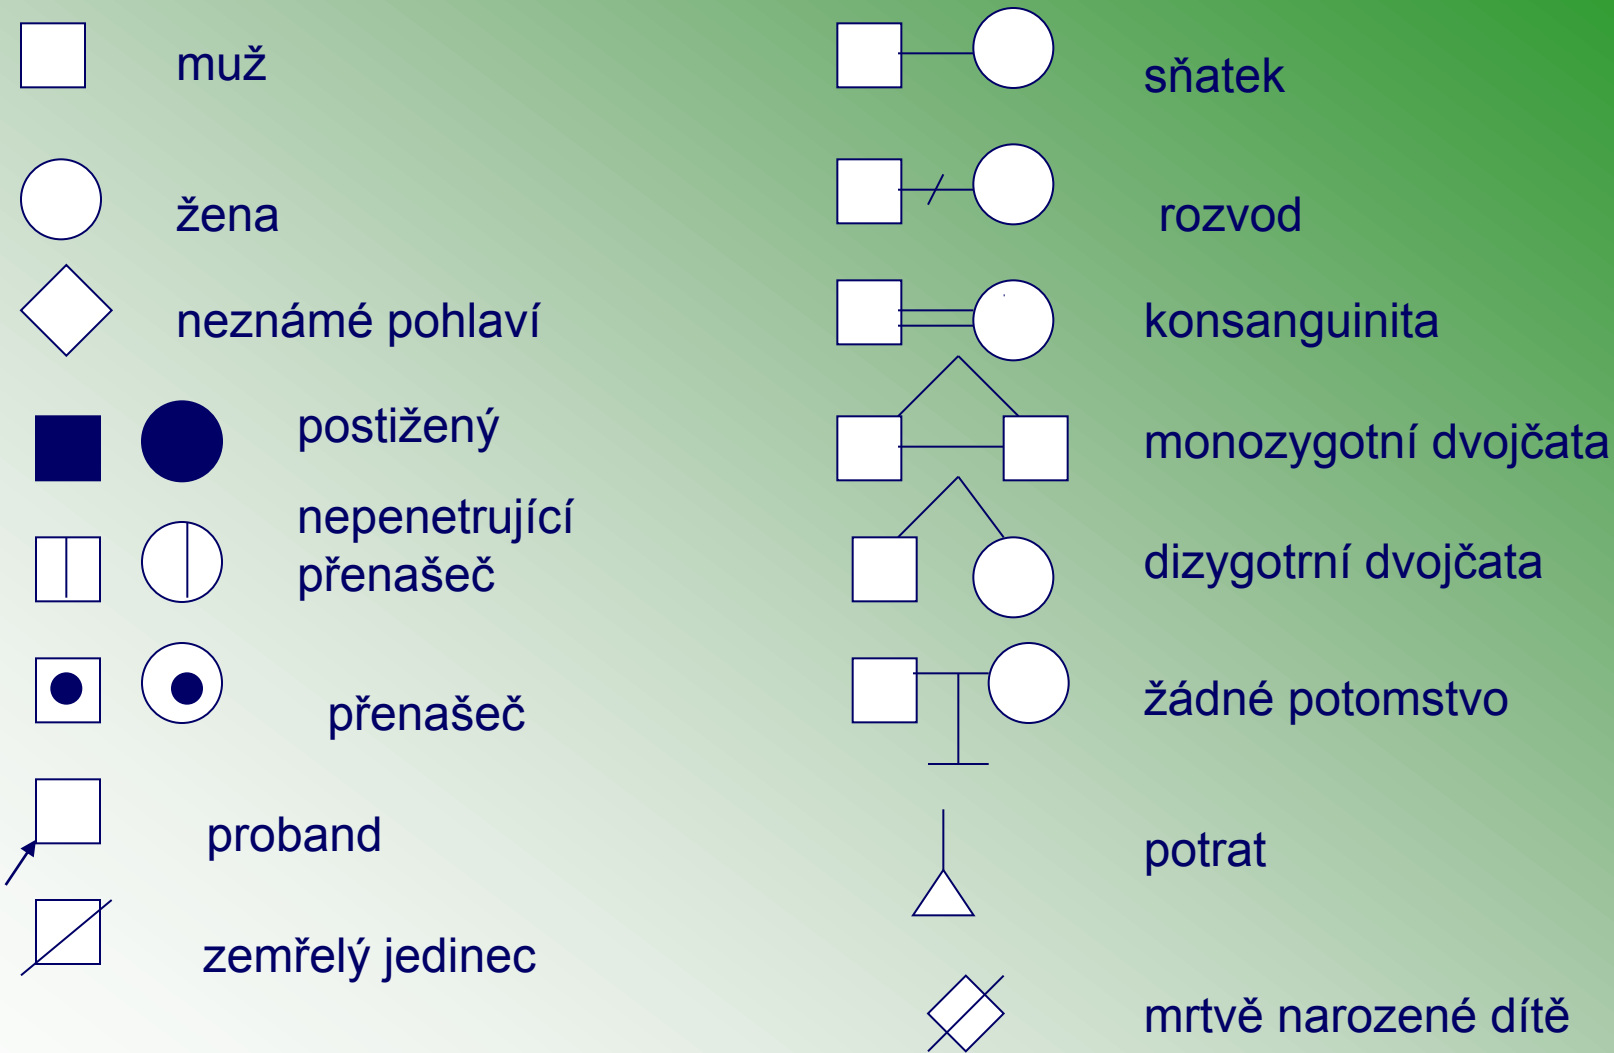 muž
žena
neznámé pohlaví
postižený
nepenetrující
přenašeč
přenašeč
proband
zemřelý jedinec
sňatek
rozvod
konsanguinita
monozygotní dvojčata
dizygotrní dvojčata
žádné potomstvo
potrat
mrtvě narozené dítě